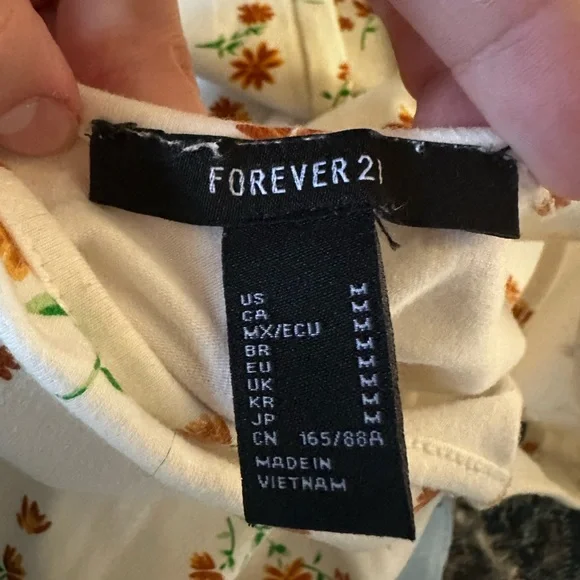 FOREVER 21
US M
CA M
MX/ECU M
BR M
EU M
UK M
KR M
JP M
CN 165/88A
MADE IN
VIETNAM